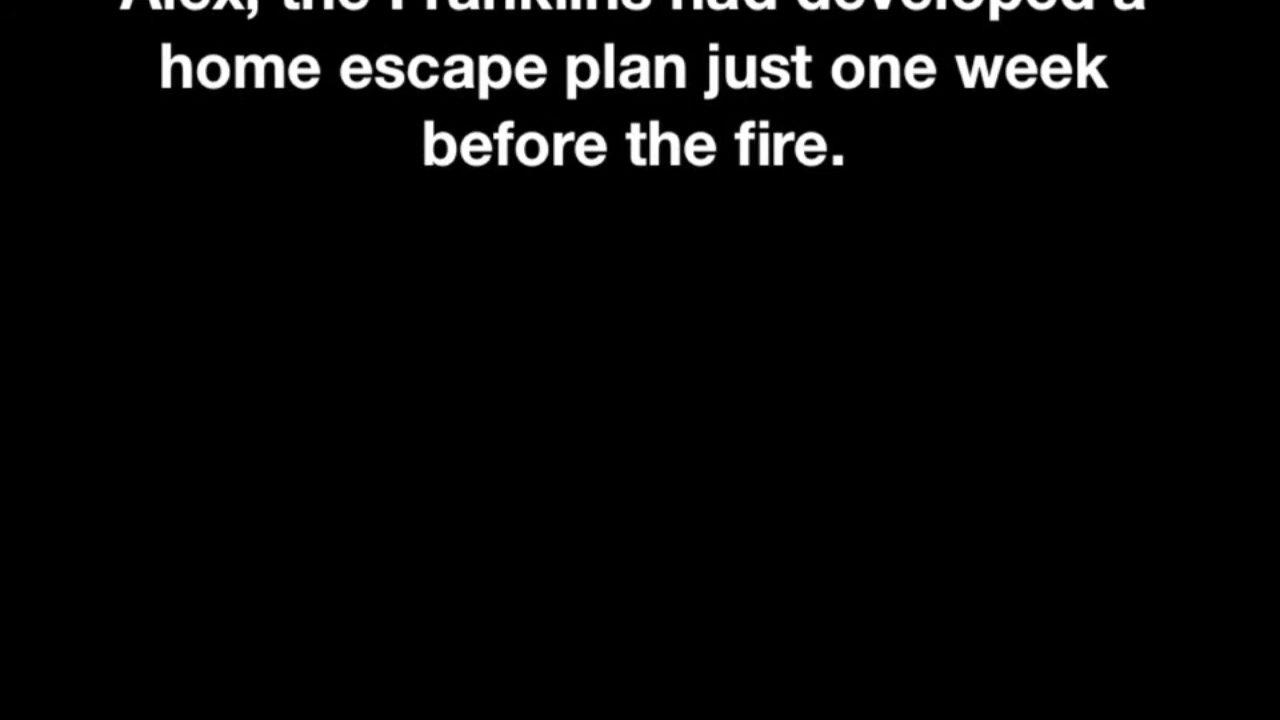 Alex, the Franklins had developed a
home escape plan just one week
before the fire.